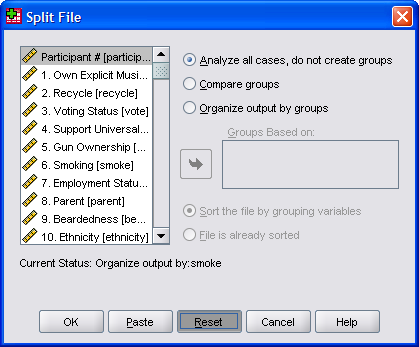 Split File
Participant # [particip...
1. Own Explicit Musi...
2. Recycle [recycle]
3. Voting Status [vote]
4. Support Universal...
5. Gun Ownership [...
6. Smoking [smoke]
7. Employment Statu...
8. Parent [parent]
9. Beardedness [be...
10. Ethnicity [ethnicity]
Analyze all cases, do not create groups
Compare groups
Organize output by groups
Groups Based on:
Sort the file by grouping variables
File is already sorted
Current Status: Organize output by:smoke
OK
Paste
Reset
Cancel
Help